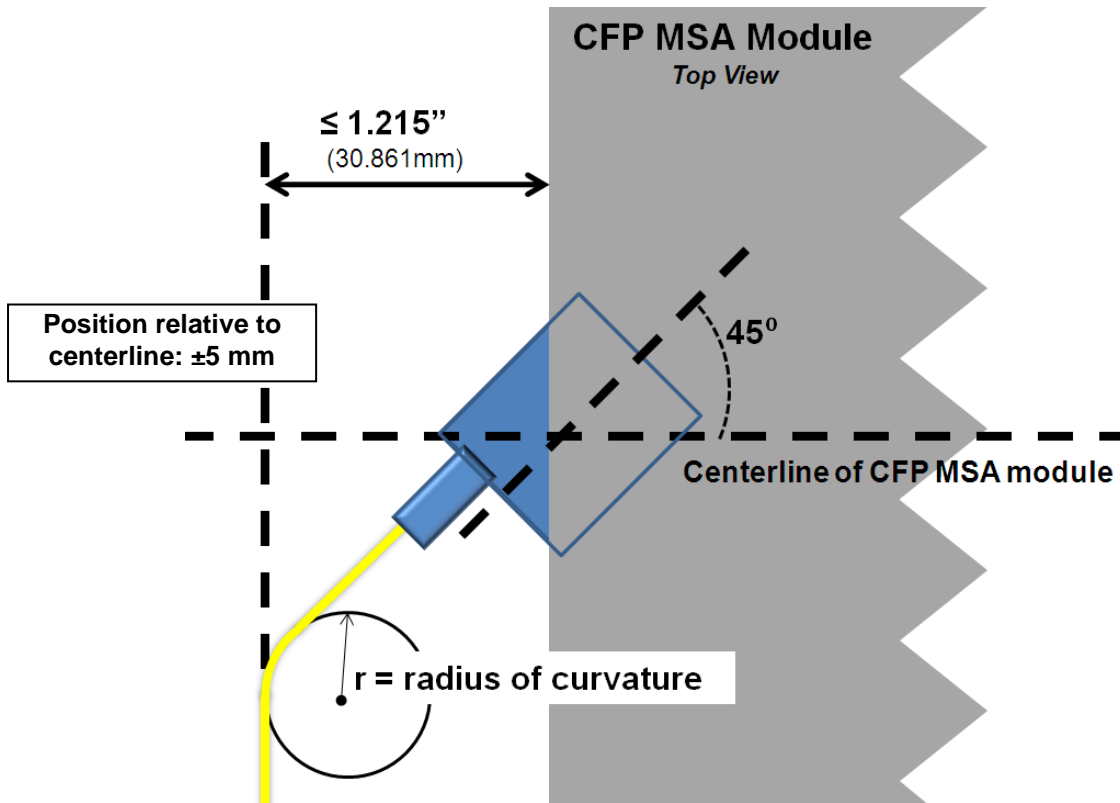 CFP MSA Module
Top View
≤ 1.215”
(30.861mm)
Position relative to
centerline: ±5 mm
45⁰
Centerline of CFP MSA module
r = radius of curvature